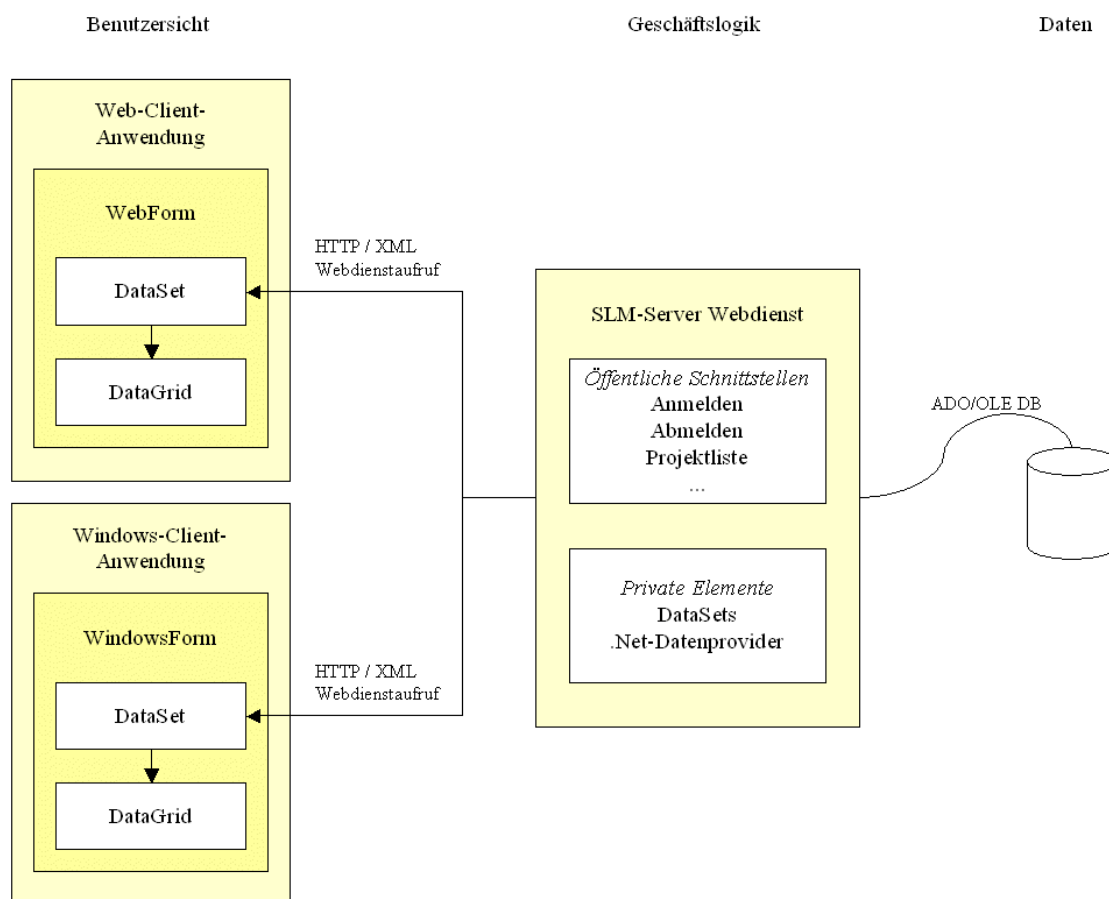 Benutzersicht
Geschäftslogik
Daten
Web-Client-
Anwendung
WebForm
DataSet
DataGrid
HTTP / XML
Webdienstaufruf
Windows-Client-
Anwendung
WindowsForm
DataSet
DataGrid
HTTP / XML
Webdienstaufruf
SLM-Server Webdienst
Öffentliche Schnittstellen
Anmelden
Abmelden
Projektliste
...
Private Elemente
DataSets
.Net-Datenprovider
ADO/OLE DB